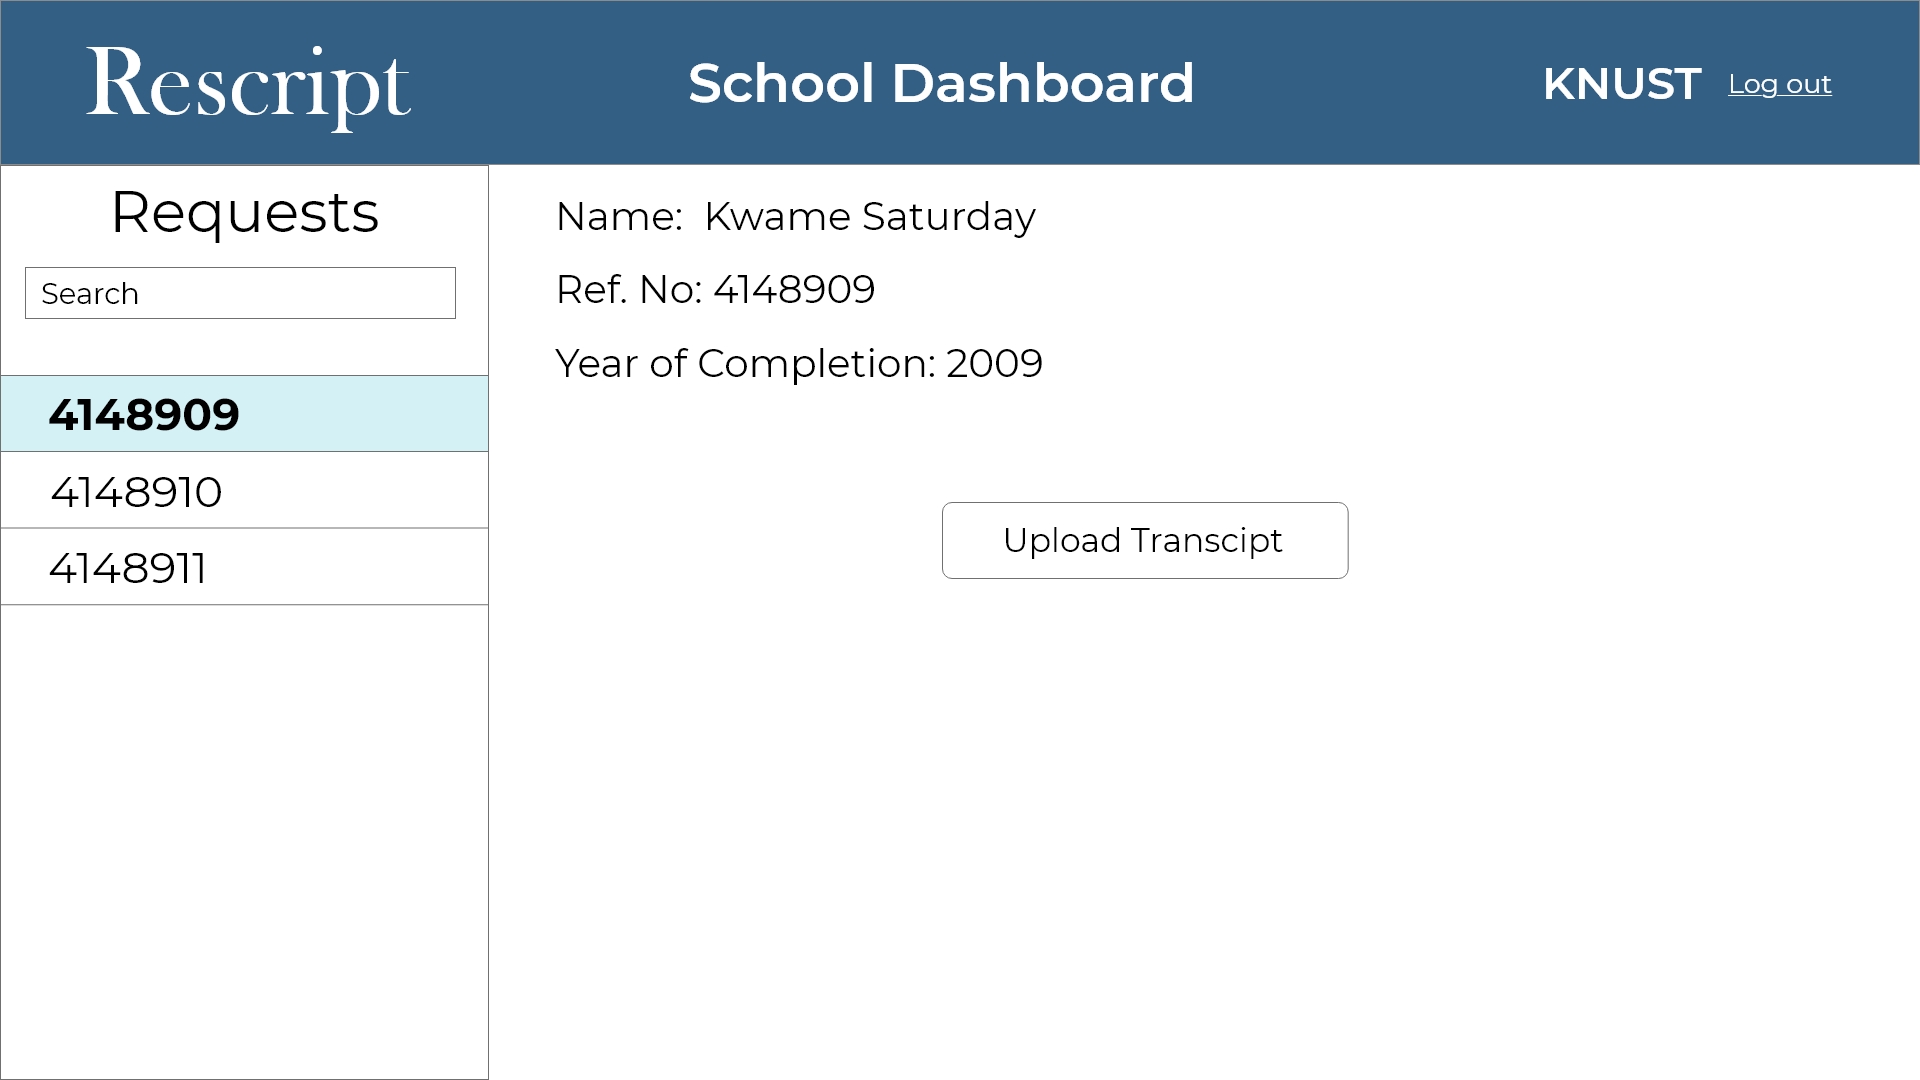 Rescript
School Dashboard
KNUST
Log out
Requests
Search
4148909
4148910
4148911
Name:  Kwame Saturday
Ref. No: 4148909
Year of Completion: 2009
Upload Transcipt